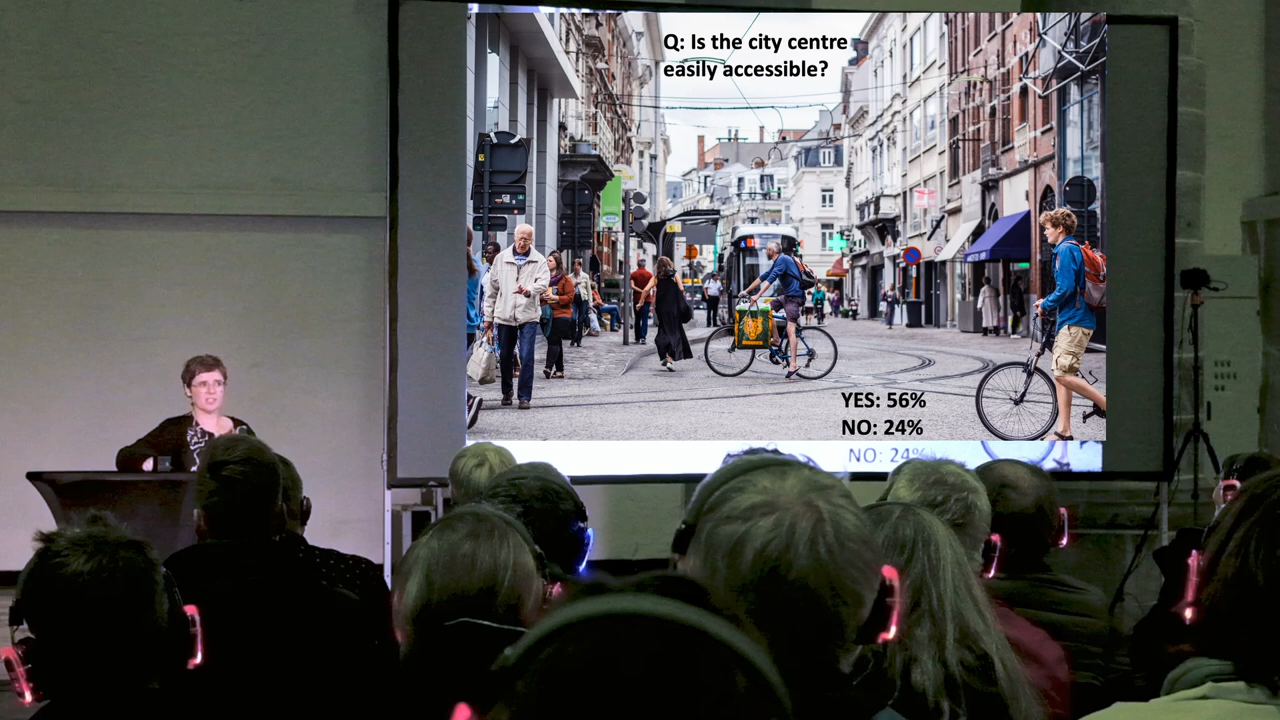 Q: Is the city centre
easily accessible?
YES: 56%
NO: 24%
NO: 24%